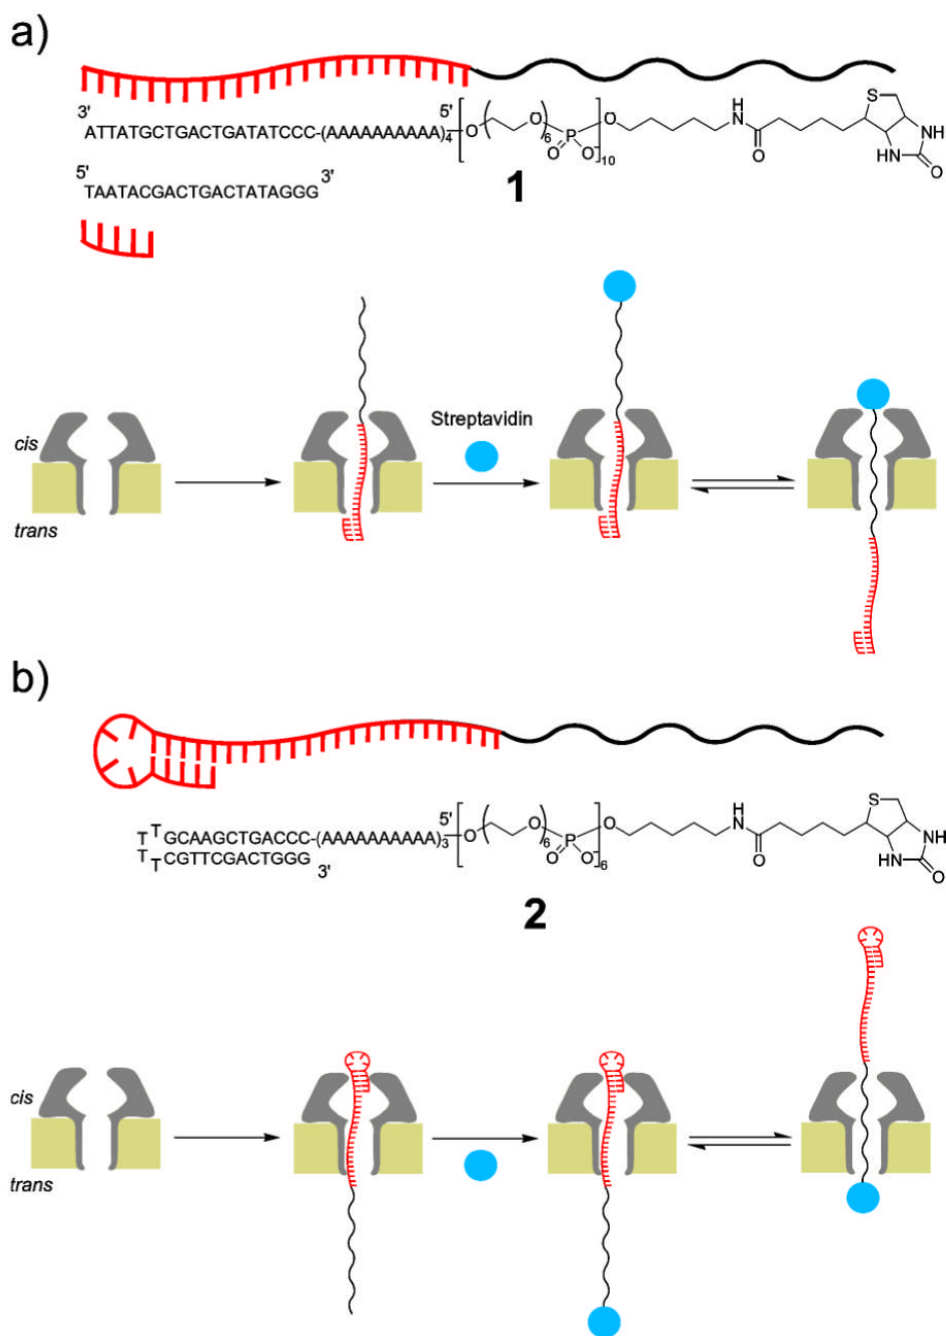 a)
3'
5'
ATTATGCTGACTGATATCCC-(AAAAAAAAAA)4 [O ( O)6 P O O O]10 O N H O S NH HN O
5'
TAATACGACTGACTATAGGG 3'
1
Streptavidin
cis
trans
b)
5'
T T GCAAGCTGACCC-(AAAAAAAAAA)3 [O ( O)6 P O O O]6 O N H O S NH HN O
T T CGTTCGACTGGG 3'
2
cis
trans